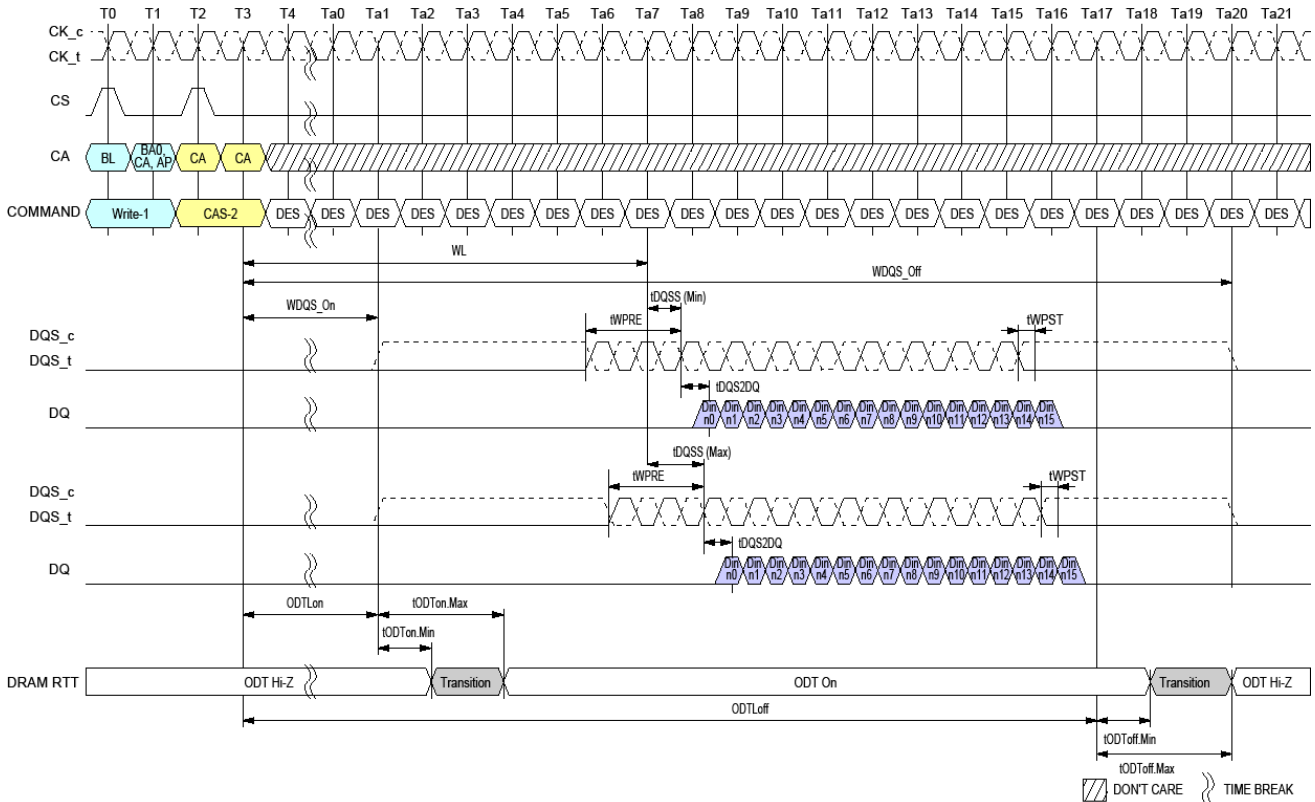 T0 T1 T2 T3 T4 Ta0 Ta1 Ta2 Ta3 Ta4 Ta5 Ta6 Ta7 Ta8 Ta9 Ta10 Ta11 Ta12 Ta13 Ta14 Ta15 Ta16 Ta17 Ta18 Ta19 Ta20 Ta21
CK_c
CK_t
CS
CA BL BA0, CA, AP CA CA
COMMAND Write-1 CAS-2 DES DES DES DES DES DES DES DES DES DES DES DES DES DES DES DES DES DES DES DES DES DES DES
WL
WDQS_Off
WDQS_On
tDQSS (Min)
tWPRE
tWPST
DQS_c
DQS_t
tDQS2DQ
DQ Din n0 Din n1 Din n2 Din n3 Din n4 Din n5 Din n6 Din n7 Din n8 Din n9 Din n10 Din n11 Din n12 Din n13 Din n14 Din n15
tDQSS (Max)
tWPRE
tWPST
DQS_c
DQS_t
tDQS2DQ
DQ Din n0 Din n1 Din n2 Din n3 Din n4 Din n5 Din n6 Din n7 Din n8 Din n9 Din n10 Din n11 Din n12 Din n13 Din n14 Din n15
ODTLon tODTon.Max
tODTon.Min
DRAM RTT ODT Hi-Z Transition ODT On Transition ODT Hi-Z
ODTLoff
tODToff.Min
tODToff.Max
DON'T CARE TIME BREAK